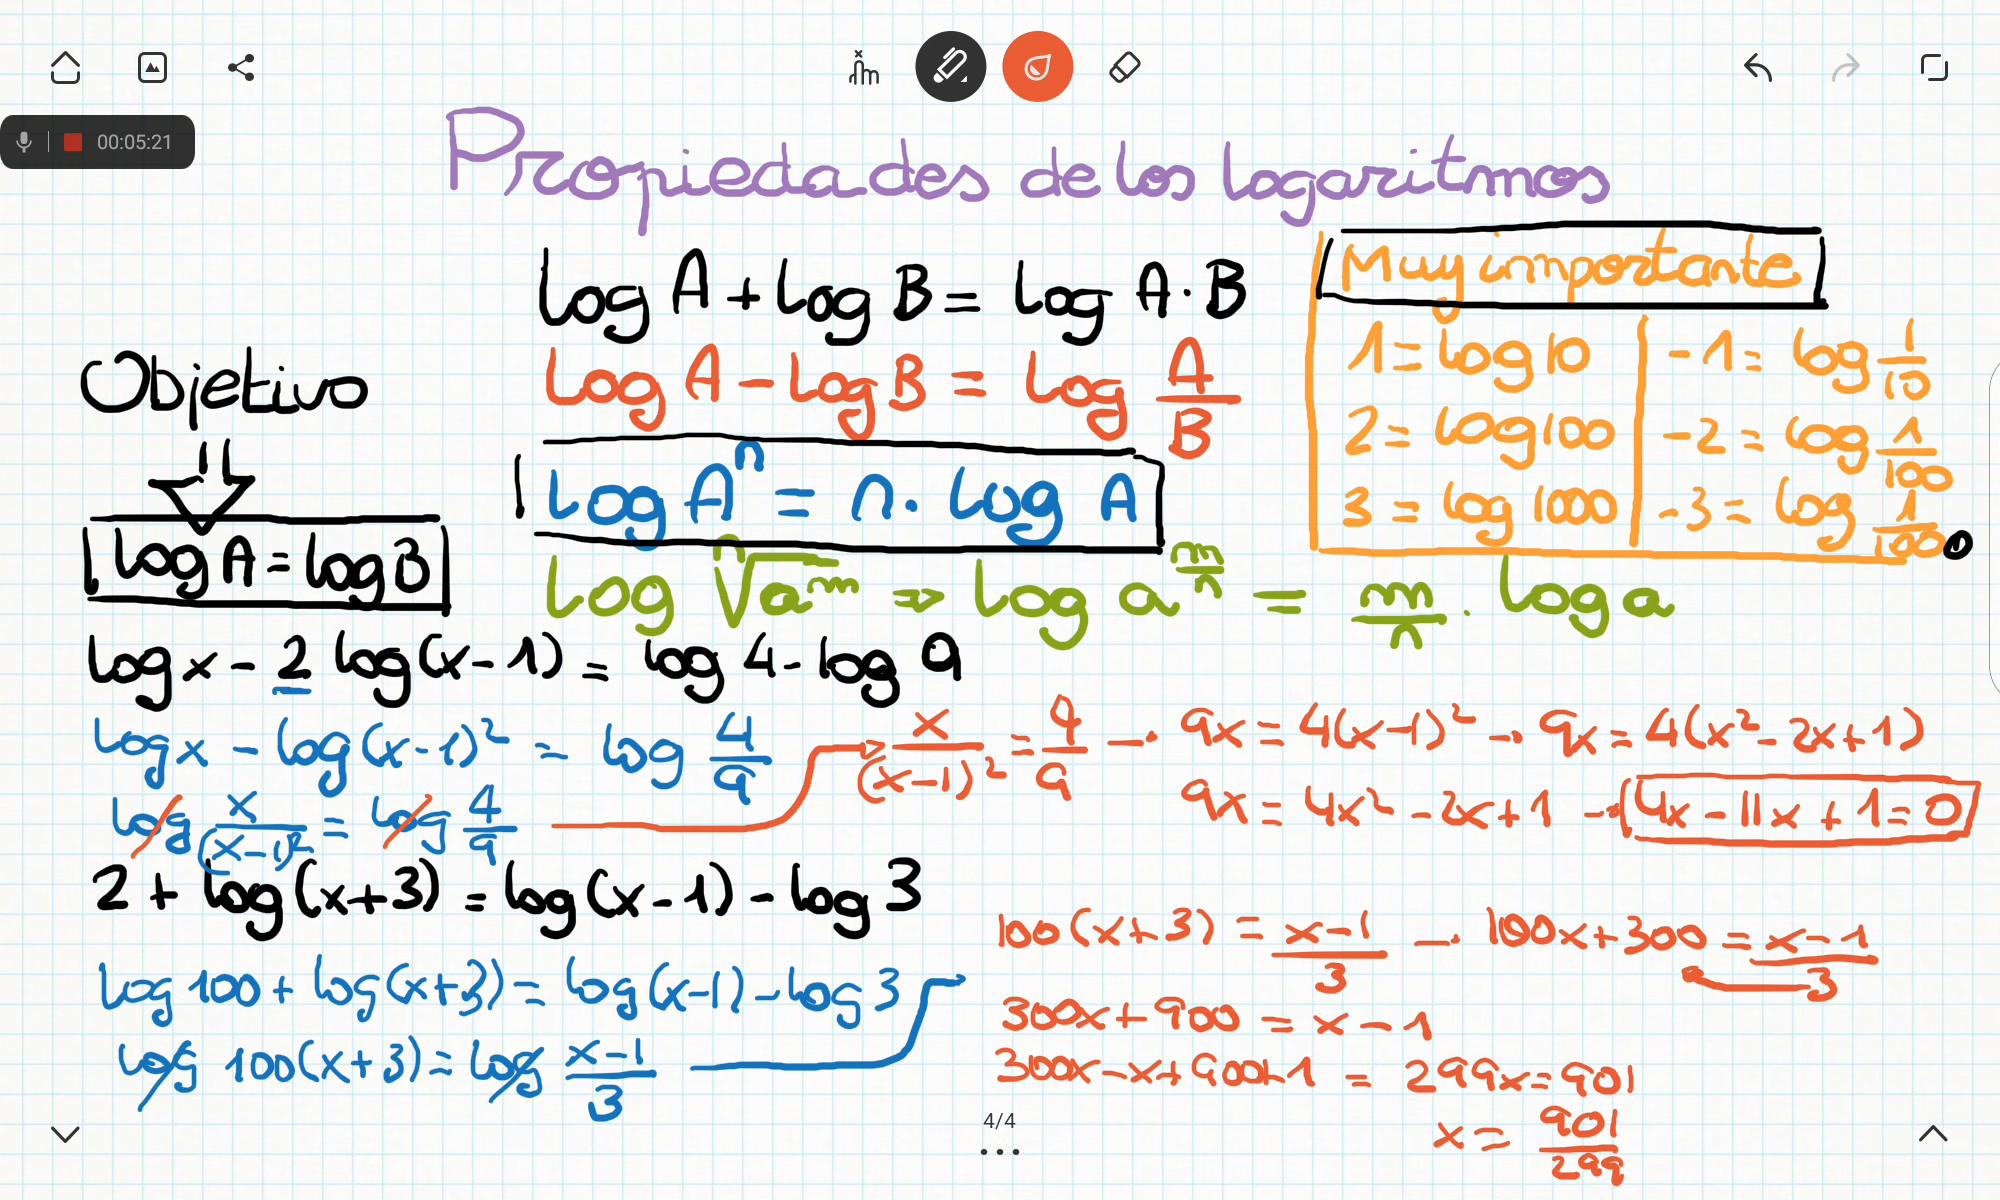 00:05:21
Propiedades de los logaritmos
log A + log B = log A · B
log A - log B = log A/B
log Aⁿ = n · log A
log ⁿ√aᵐ ⇒ log a^(m/n) = m/n · log a
Muy importante
1 = log 10
2 = log 100
3 = log 1000
-1 = log 1/10
-2 = log 1/100
-3 = log 1/1000
Objetivo
log A = log B
log x - 2 log (x-1) = log 4 - log 9
log x - log (x-1)² = log 4/9
log x/(x-1)² = log 4/9
x/(x-1)² = 4/9 → 9x = 4(x-1)² → 9x = 4(x² - 2x + 1)
9x = 4x² - 2x + 1 → 4x - 11x + 1 = 0
2 + log (x+3) = log (x-1) - log 3
log 100 + log (x+3) = log (x-1) - log 3
log 100 (x+3) = log x-1/3
100 (x+3) = x-1/3 → 100x + 300 = x-1/3
300x + 900 = x - 1
300x - x + 900 + 1 = 299x = 901
x = 901/299
4/4